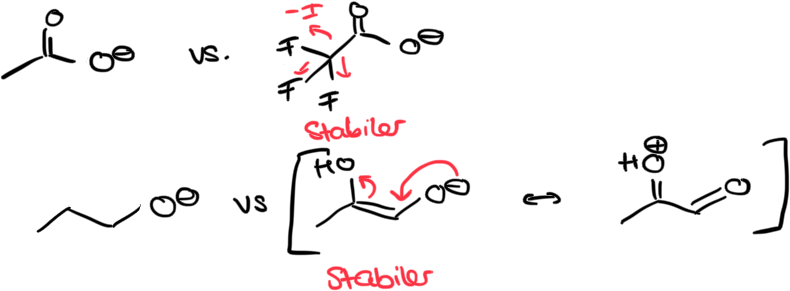 O O⊖ vs. -I F F F O O⊖
Stabiler
O⊖ vs HO O⊖ ↔ HO⊕ O
Stabiler